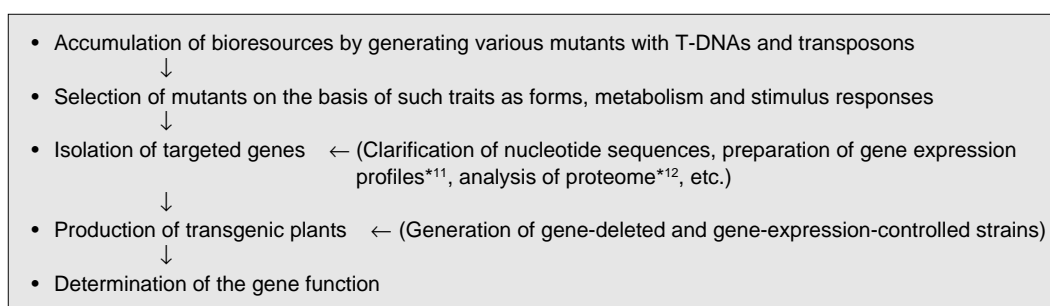 • Accumulation of bioresources by generating various mutants with T-DNAs and transposons
↓
• Selection of mutants on the basis of such traits as forms, metabolism and stimulus responses
↓
• Isolation of targeted genes ← (Clarification of nucleotide sequences, preparation of gene expression
profiles*11, analysis of proteome*12, etc.)
↓
• Production of transgenic plants ← (Generation of gene-deleted and gene-expression-controlled strains)
↓
• Determination of the gene function